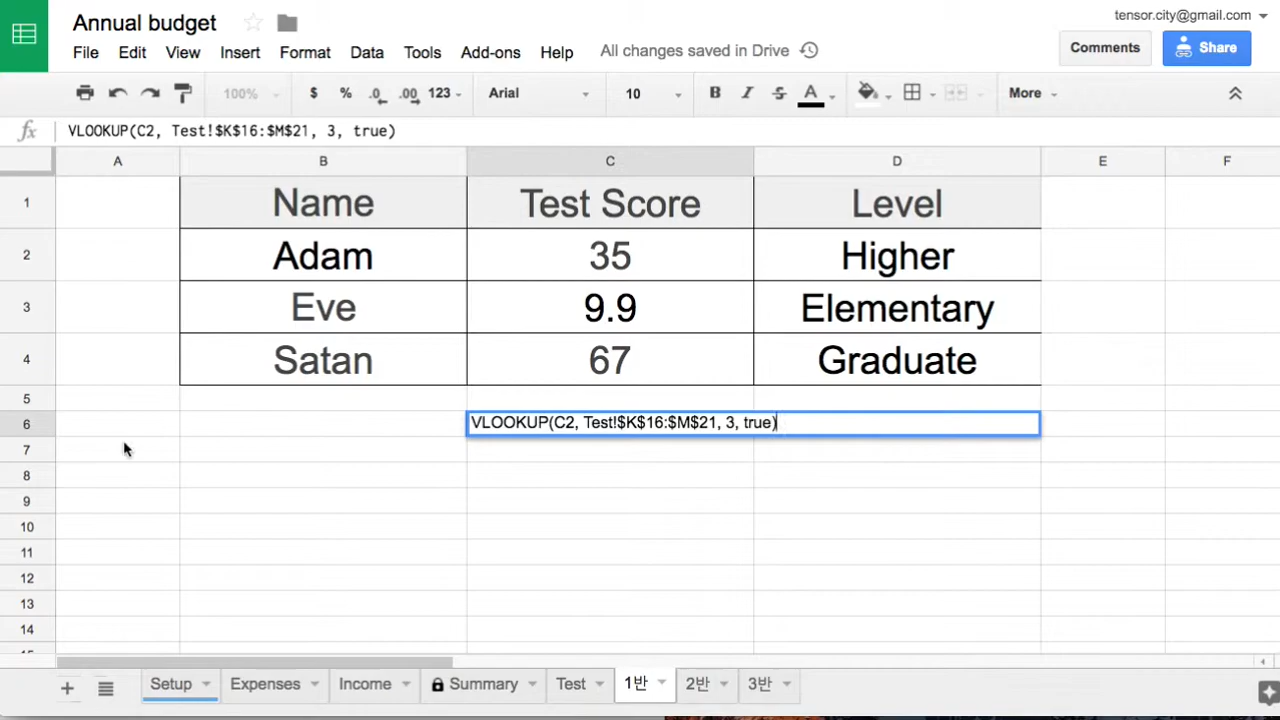 Annual budget
tensor.city@gmail.com
File Edit View Insert Format Data Tools Add-ons Help All changes saved in Drive
Comments Share
100% $ % .0 .00 123 Arial 10 B I S A More
fx VLOOKUP(C2, Test!$K$16:$M$21, 3, true)
A B C D E F
1 Name Test Score Level
2 Adam 35 Higher
3 Eve 9.9 Elementary
4 Satan 67 Graduate
5
6 VLOOKUP(C2, Test!$K$16:$M$21, 3, true)
7
8
9
10
11
12
13
14
Setup Expenses Income Summary Test 1반 2반 3반